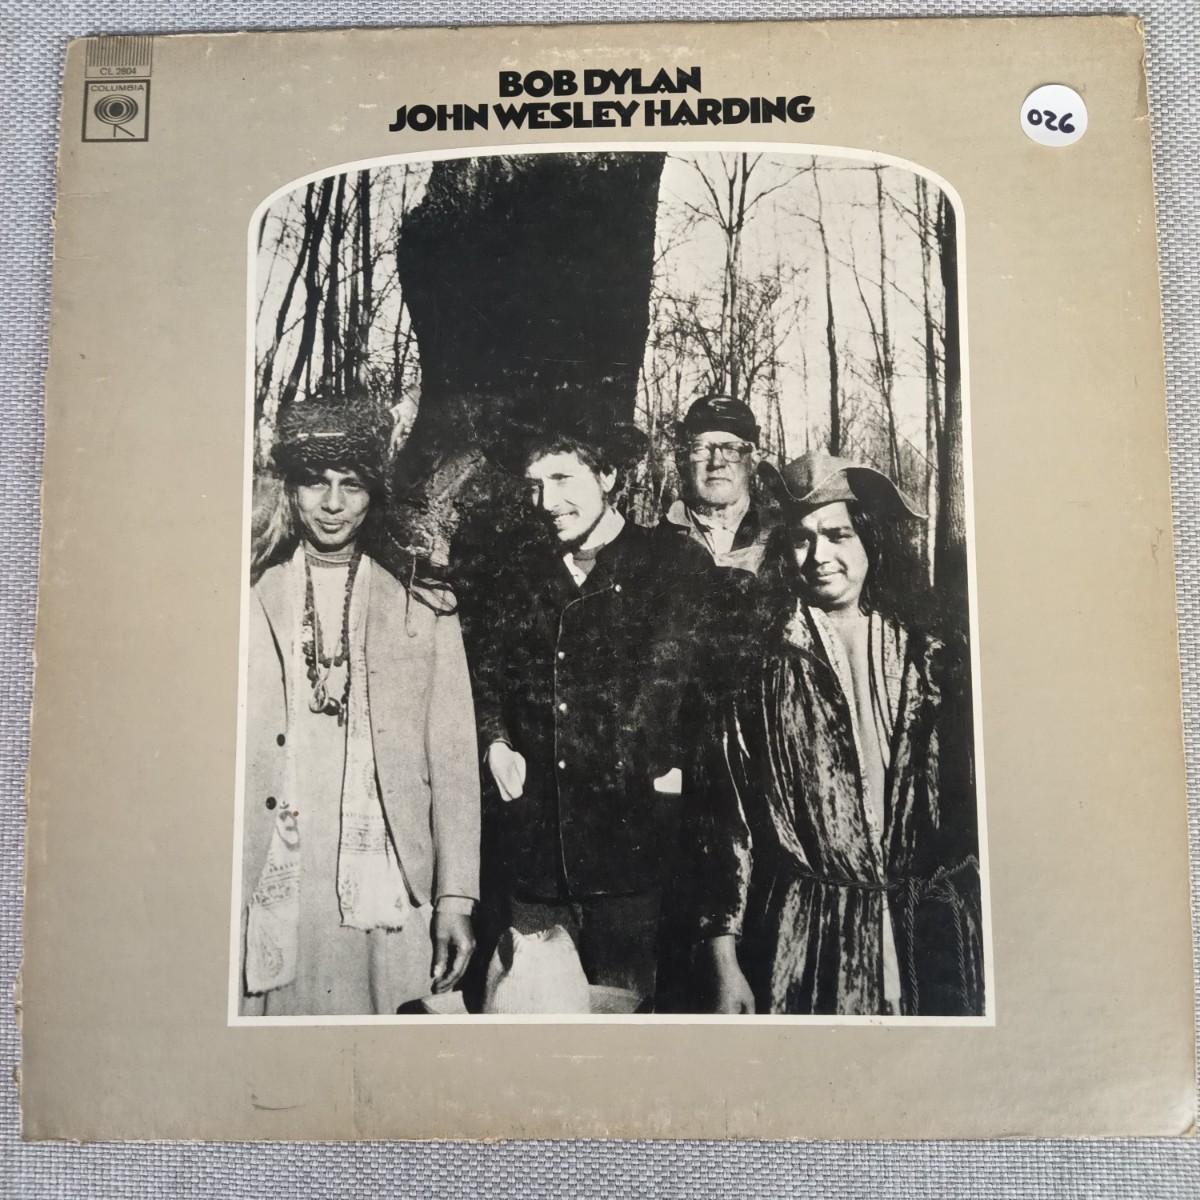 CL 2804
COLUMBIA
BOB DYLAN
JOHN WESLEY HARDING
026